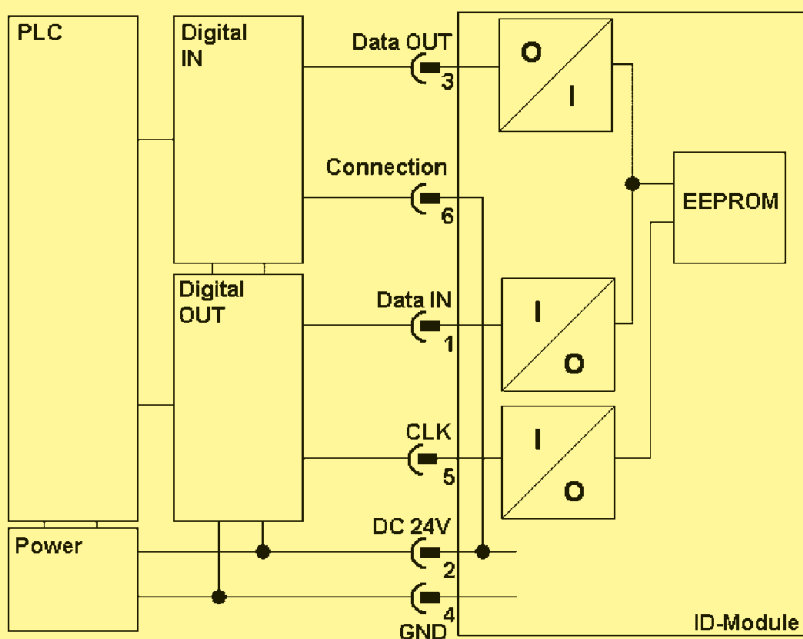 PLC
Digital
IN
Data OUT
3
O
I
Connection
6
EEPROM
Digital
OUT
Data IN
1
I
O
CLK
5
I
O
Power
DC 24V
2
4
GND
ID-Module